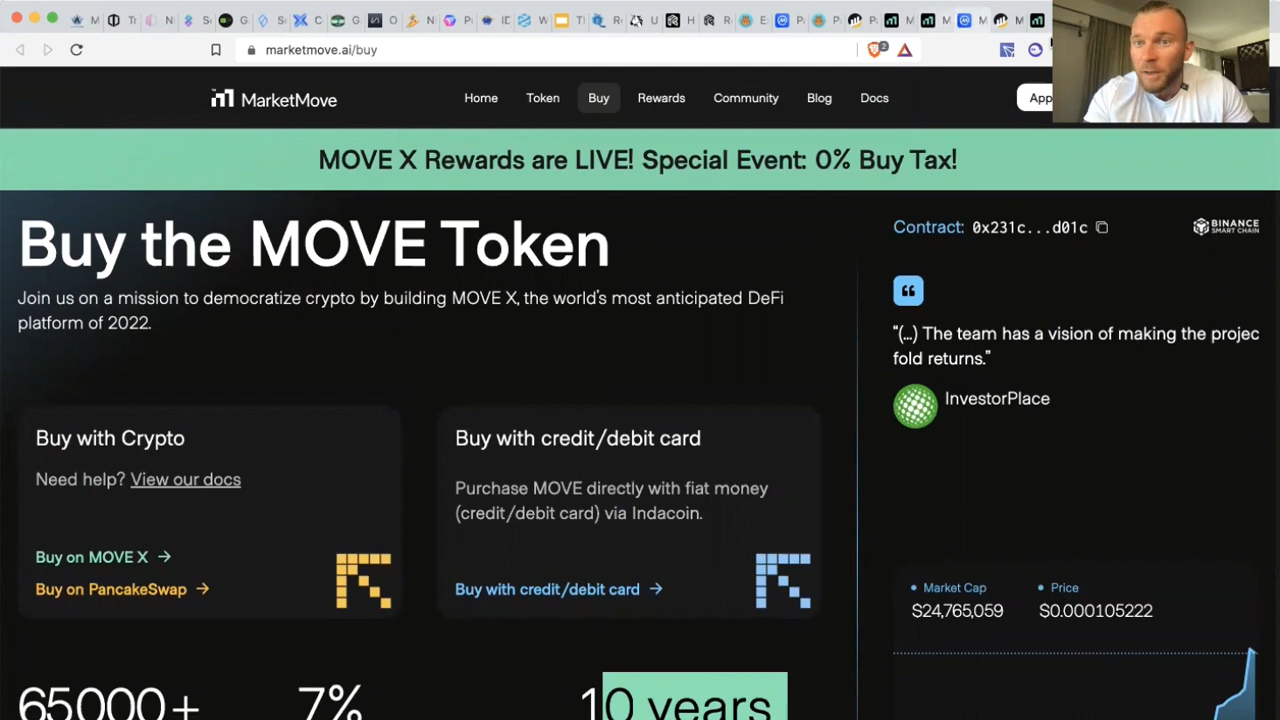 marketmove.ai/buy
2
MarketMove
Home
Token
Buy
Rewards
Community
Blog
Docs
App
MOVE X Rewards are LIVE! Special Event: 0% Buy Tax!
Buy the MOVE Token
Join us on a mission to democratize crypto by building MOVE X, the world's most anticipated DeFi
platform of 2022.
Contract: 0x231c...d01c
BINANCE
SMART CHAIN
"(...) The team has a vision of making the projec
fold returns."
InvestorPlace
Buy with Crypto
Need help? View our docs
Buy on MOVE X →
Buy on PancakeSwap →
Buy with credit/debit card
Purchase MOVE directly with fiat money
(credit/debit card) via Indacoin.
Buy with credit/debit card →
Market Cap
$24,765,059
Price
$0.000105222
65000+
7%
10 years